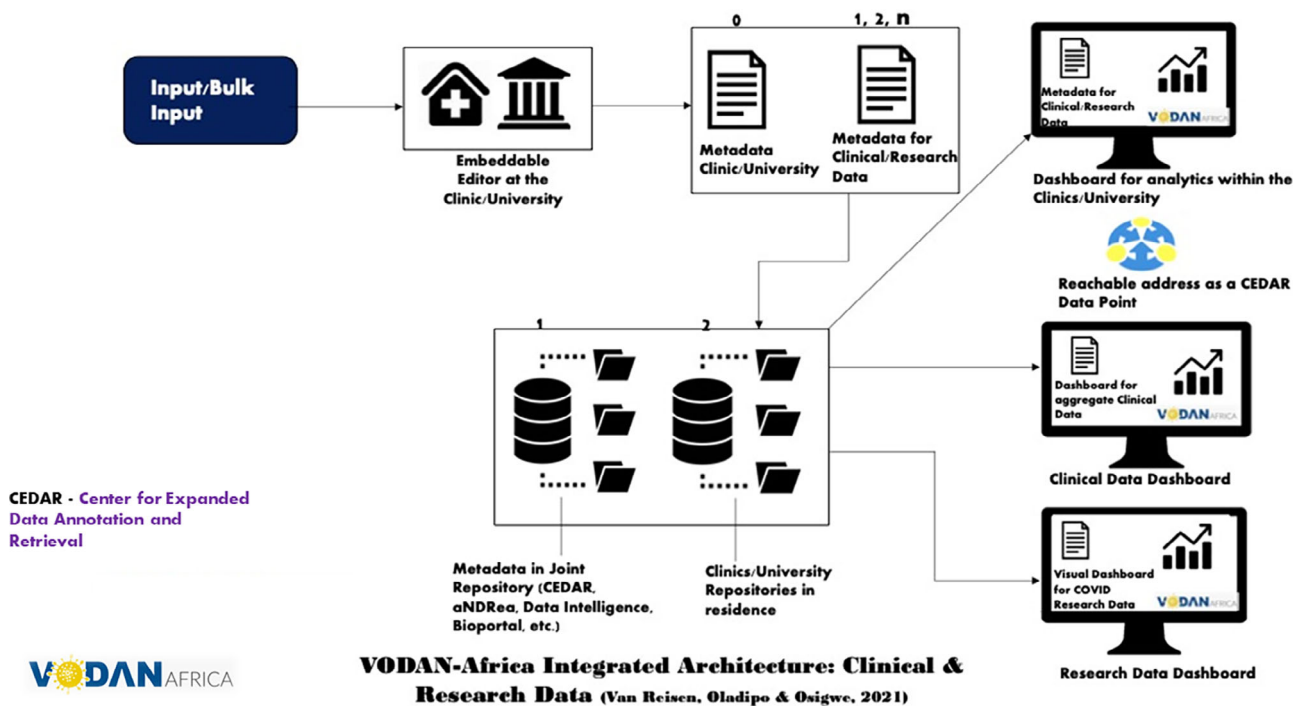 0
1, 2, n
Input/Bulk
Input
Embeddable
Editor at the
Clinic/University
Metadata
Clinic/University
Metadata for
Clinical/Research
Data
Metadata for
Clinical/Research
Data
VODAN AFRICA
Dashboard for analytics within the
Clinics/University
Reachable address as a CEDAR
Data Point
1
2
Dashboard for
aggregate Clinical
Data
VODAN AFRICA
Clinical Data Dashboard
CEDAR - Center for Expanded
Data Annotation and
Retrieval
Metadata in Joint
Repository (CEDAR,
aNDRea, Data Intelligence,
Bioportal, etc.)
Clinics/University
Repositories in
residence
Visual Dashboard
for COVID
Research Data
VODAN AFRICA
Research Data Dashboard
VODAN AFRICA
VODAN-Africa Integrated Architecture: Clinical &
Research Data (Van Reisen, Oladipo & Osigwe, 2021)